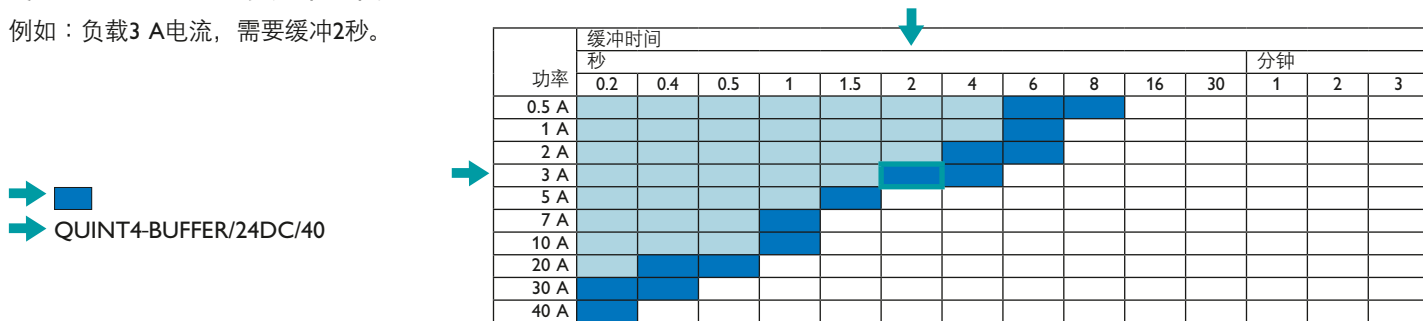 例如：负载3 A电流，需要缓冲2秒。
QUINT4-BUFFER/24DC/40
缓冲时间
秒 分钟
功率 0.2 0.4 0.5 1 1.5 2 4 6 8 16 30 1 2 3
0.5 A
1 A
2 A
3 A
5 A
7 A
10 A
20 A
30 A
40 A